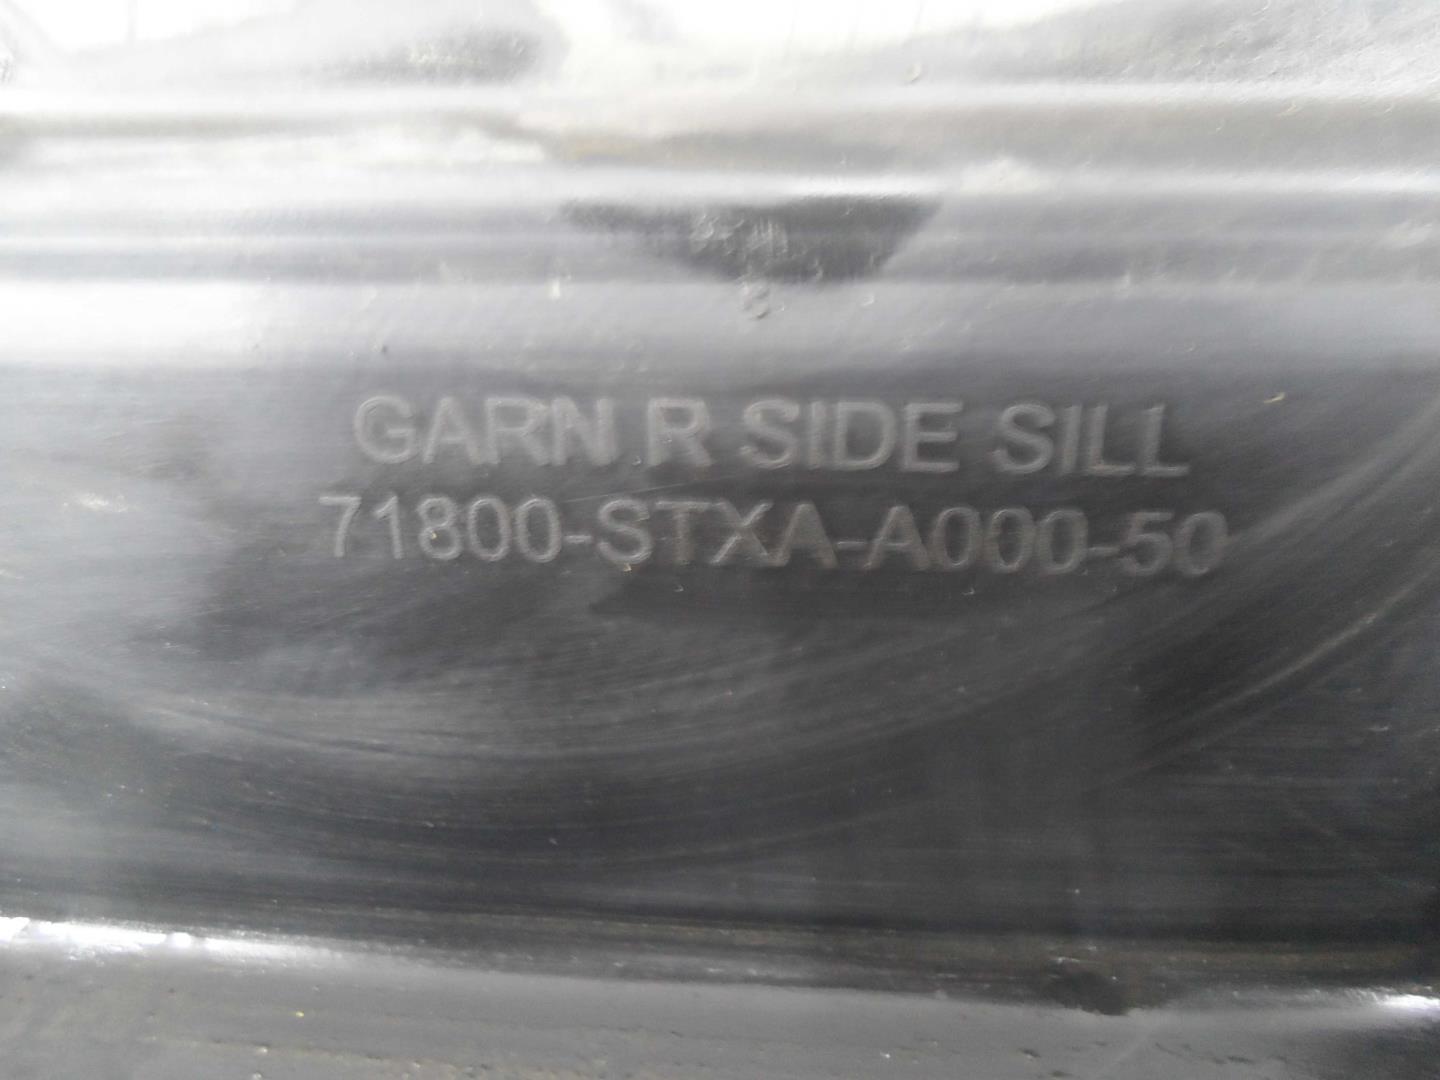 GARN R SIDE SILL
71800-STXA-A000-50